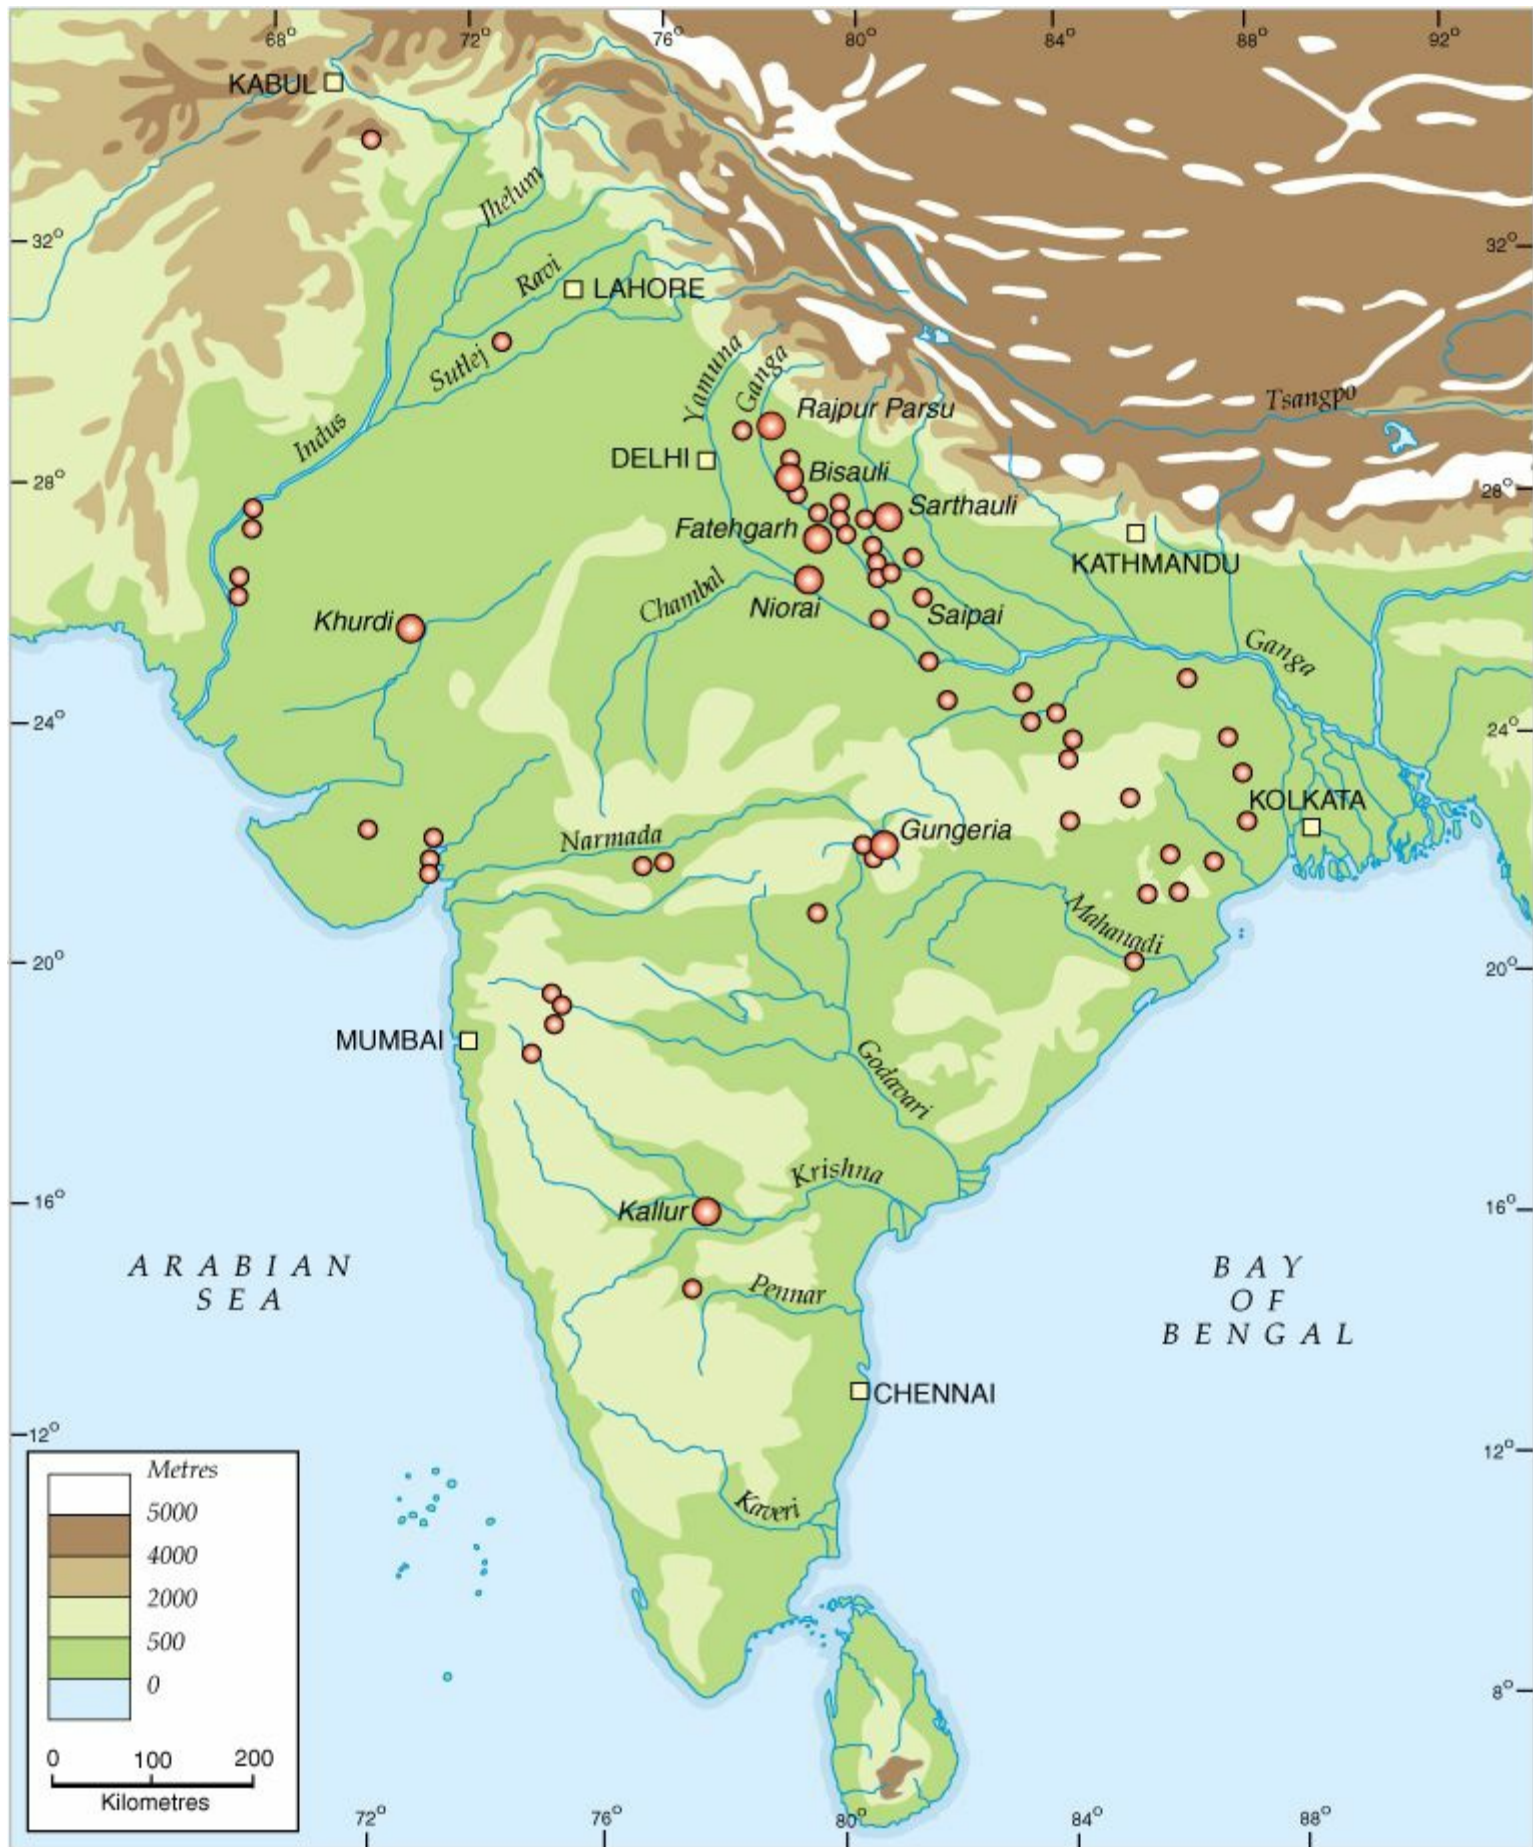 68° 72° 76° 80° 84° 88° 92°
KABUL
Jhelum
32° 32°
Ravi
LAHORE
Sutlej
Yamuna
Ganga
Tsangpo
Rajpur Parsu
Indus
DELHI
Bisauli
28° 28°
Sarthauli
Fatehgarh
KATHMANDU
Chambal
Niorai
Saipai
Khurdi
Ganga
24° 24°
KOLKATA
Narmada
Gungeria
Mahanadi
20° 20°
MUMBAI
Godavari
Krishna
16° 16°
Kallur
ARABIAN
SEA
Pennar
BAY
OF
BENGAL
CHENNAI
12° 12°
Metres
5000
4000
2000
500
0
Kaveri
8°
0 100 200
Kilometres
72° 76° 80° 84° 88°